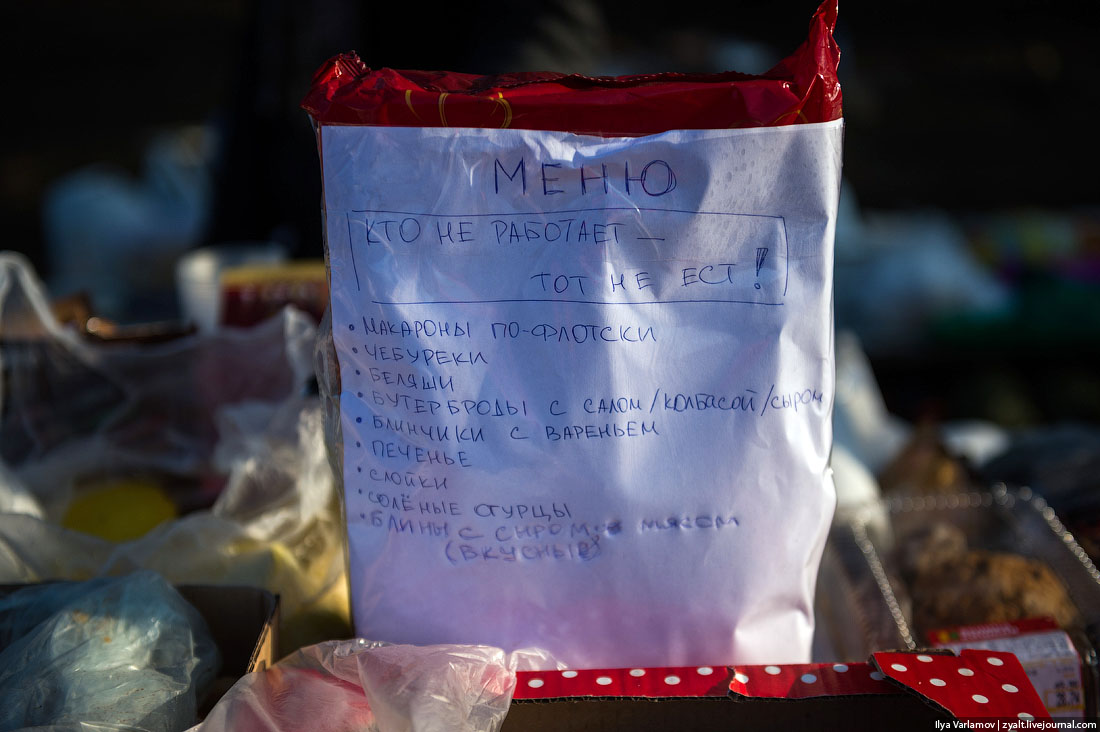 МЕНЮ
КТО НЕ РАБОТАЕТ —
ТОТ НЕ ЕСТ!
• МАКАРОНЫ ПО-ФЛОТСКИ
• ЧЕБУРЕКИ
• БЕЛЯШИ
• БУТЕРБРОДЫ С САЛОМ/КОЛБАСОЙ/СЫРОМ
• БЛИНЧИКИ С ВАРЕНЬЕМ
• ПЕЧЕНЬЕ
• СЛОЙКИ
• СОЛЁНЫЕ ОГУРЦЫ
• БЛИНЫ С СЫРОМ, С МЯСОМ
(ВКУСНЫЕ)
Ilya Varlamov | zyalt.livejournal.com